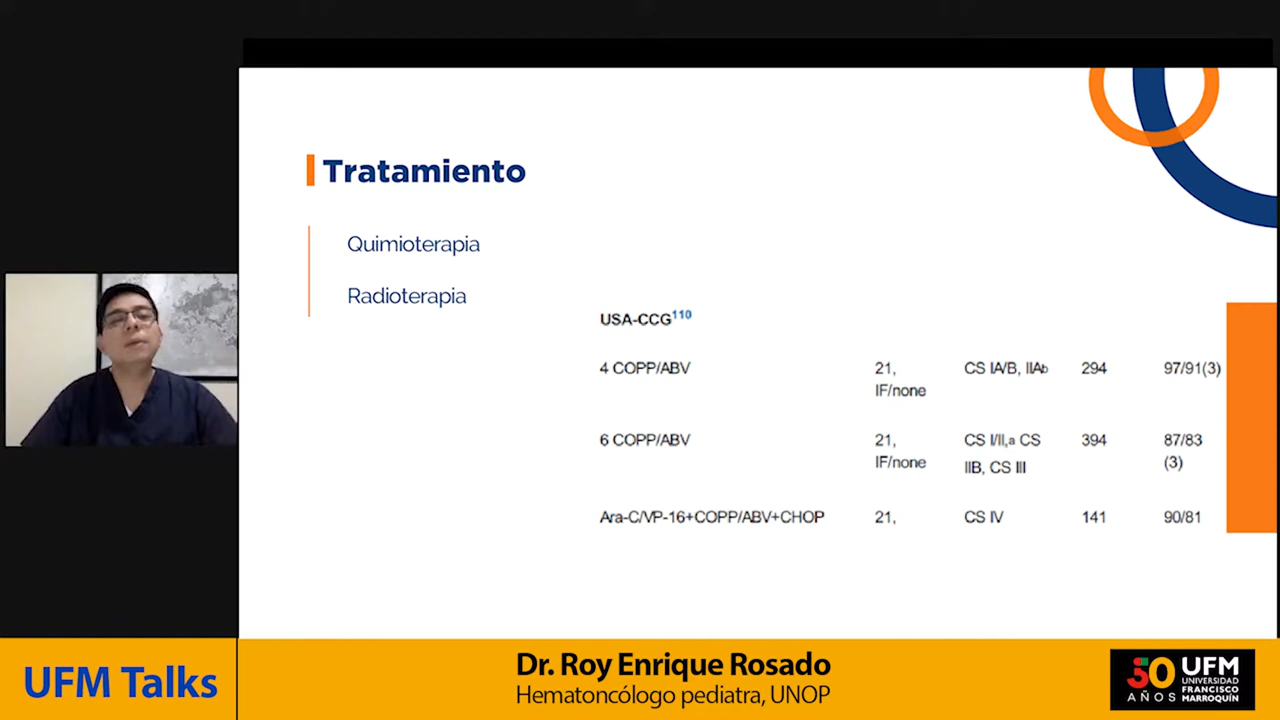 Tratamiento
Quimioterapia
Radioterapia
USA-CCG110
4 COPP/ABV 21, CS IA/B, IIAb 294 97/91(3)
IF/none
6 COPP/ABV 21, CS I/II,a CS 394 87/83
IF/none IIB, CS III (3)
Ara-C/VP-16+COPP/ABV+CHOP 21, CS IV 141 90/81
UFM Talks
Dr. Roy Enrique Rosado
Hematoncólogo pediatra, UNOP
50 AÑOS
UFM
UNIVERSIDAD
FRANCISCO
MARROQUÍN